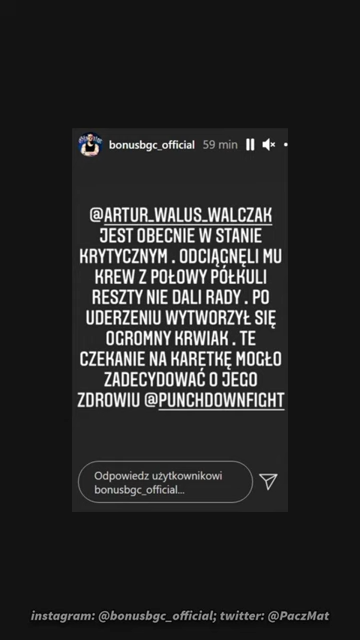 bonusbgc_official 59 min
@ARTUR_WALUS_WALCZAK
JEST OBECNIE W STANIE
KRYTYCZNYM . ODCIĄGNĘLI MU
KREW Z POŁOWY PÓŁKULI
RESZTY NIE DALI RADY . PO
UDERZENIU WYTWORZYŁ SIĘ
OGROMNY KRWIAK . TE
CZEKANIE NA KARETKĘ MOGŁO
ZADECYDOWAĆ O JEGO
ZDROWIU @PUNCHDOWNFIGHT
Odpowiedz użytkownikowi
bonusbgc_official...
instagram: @bonusbgc_official; twitter: @PaczMat